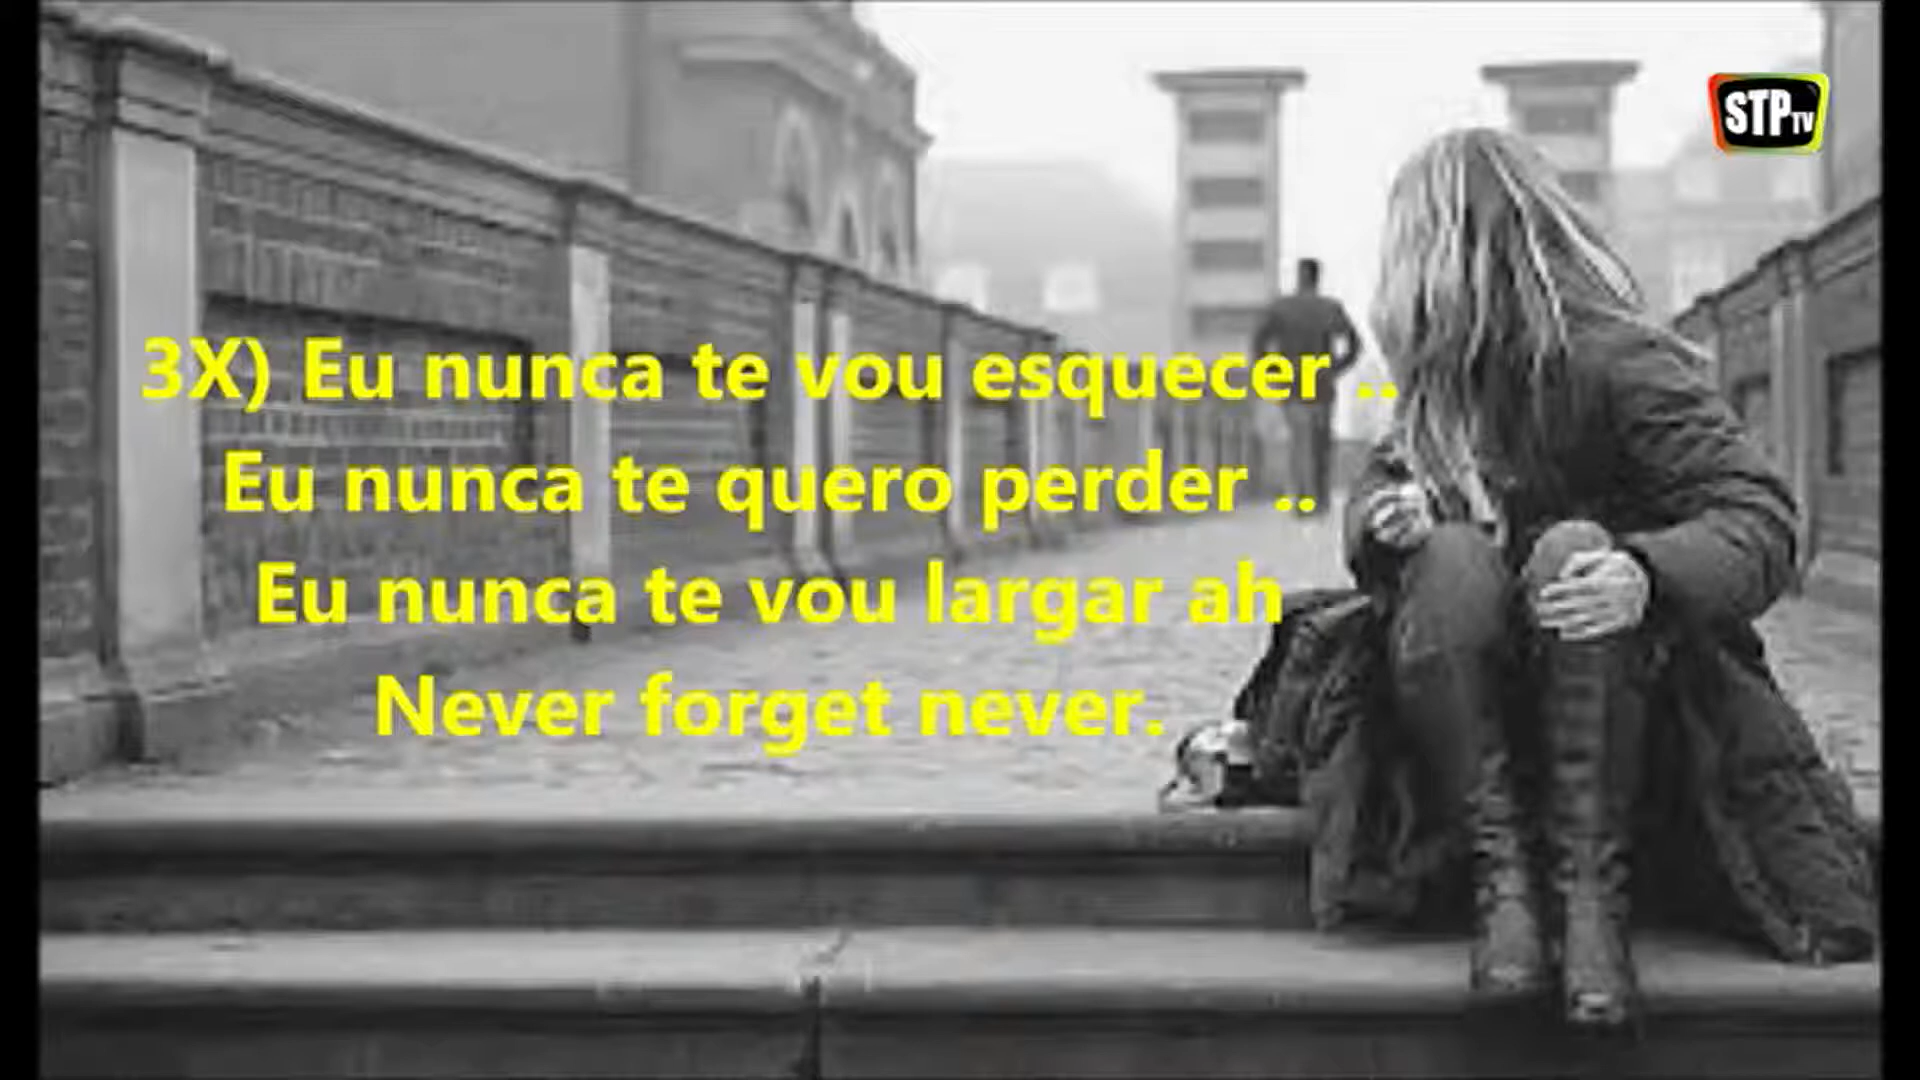 STPTV
3X) Eu nunca te vou esquecer ..
Eu nunca te quero perder ..
Eu nunca te vou largar ah
Never forget never.